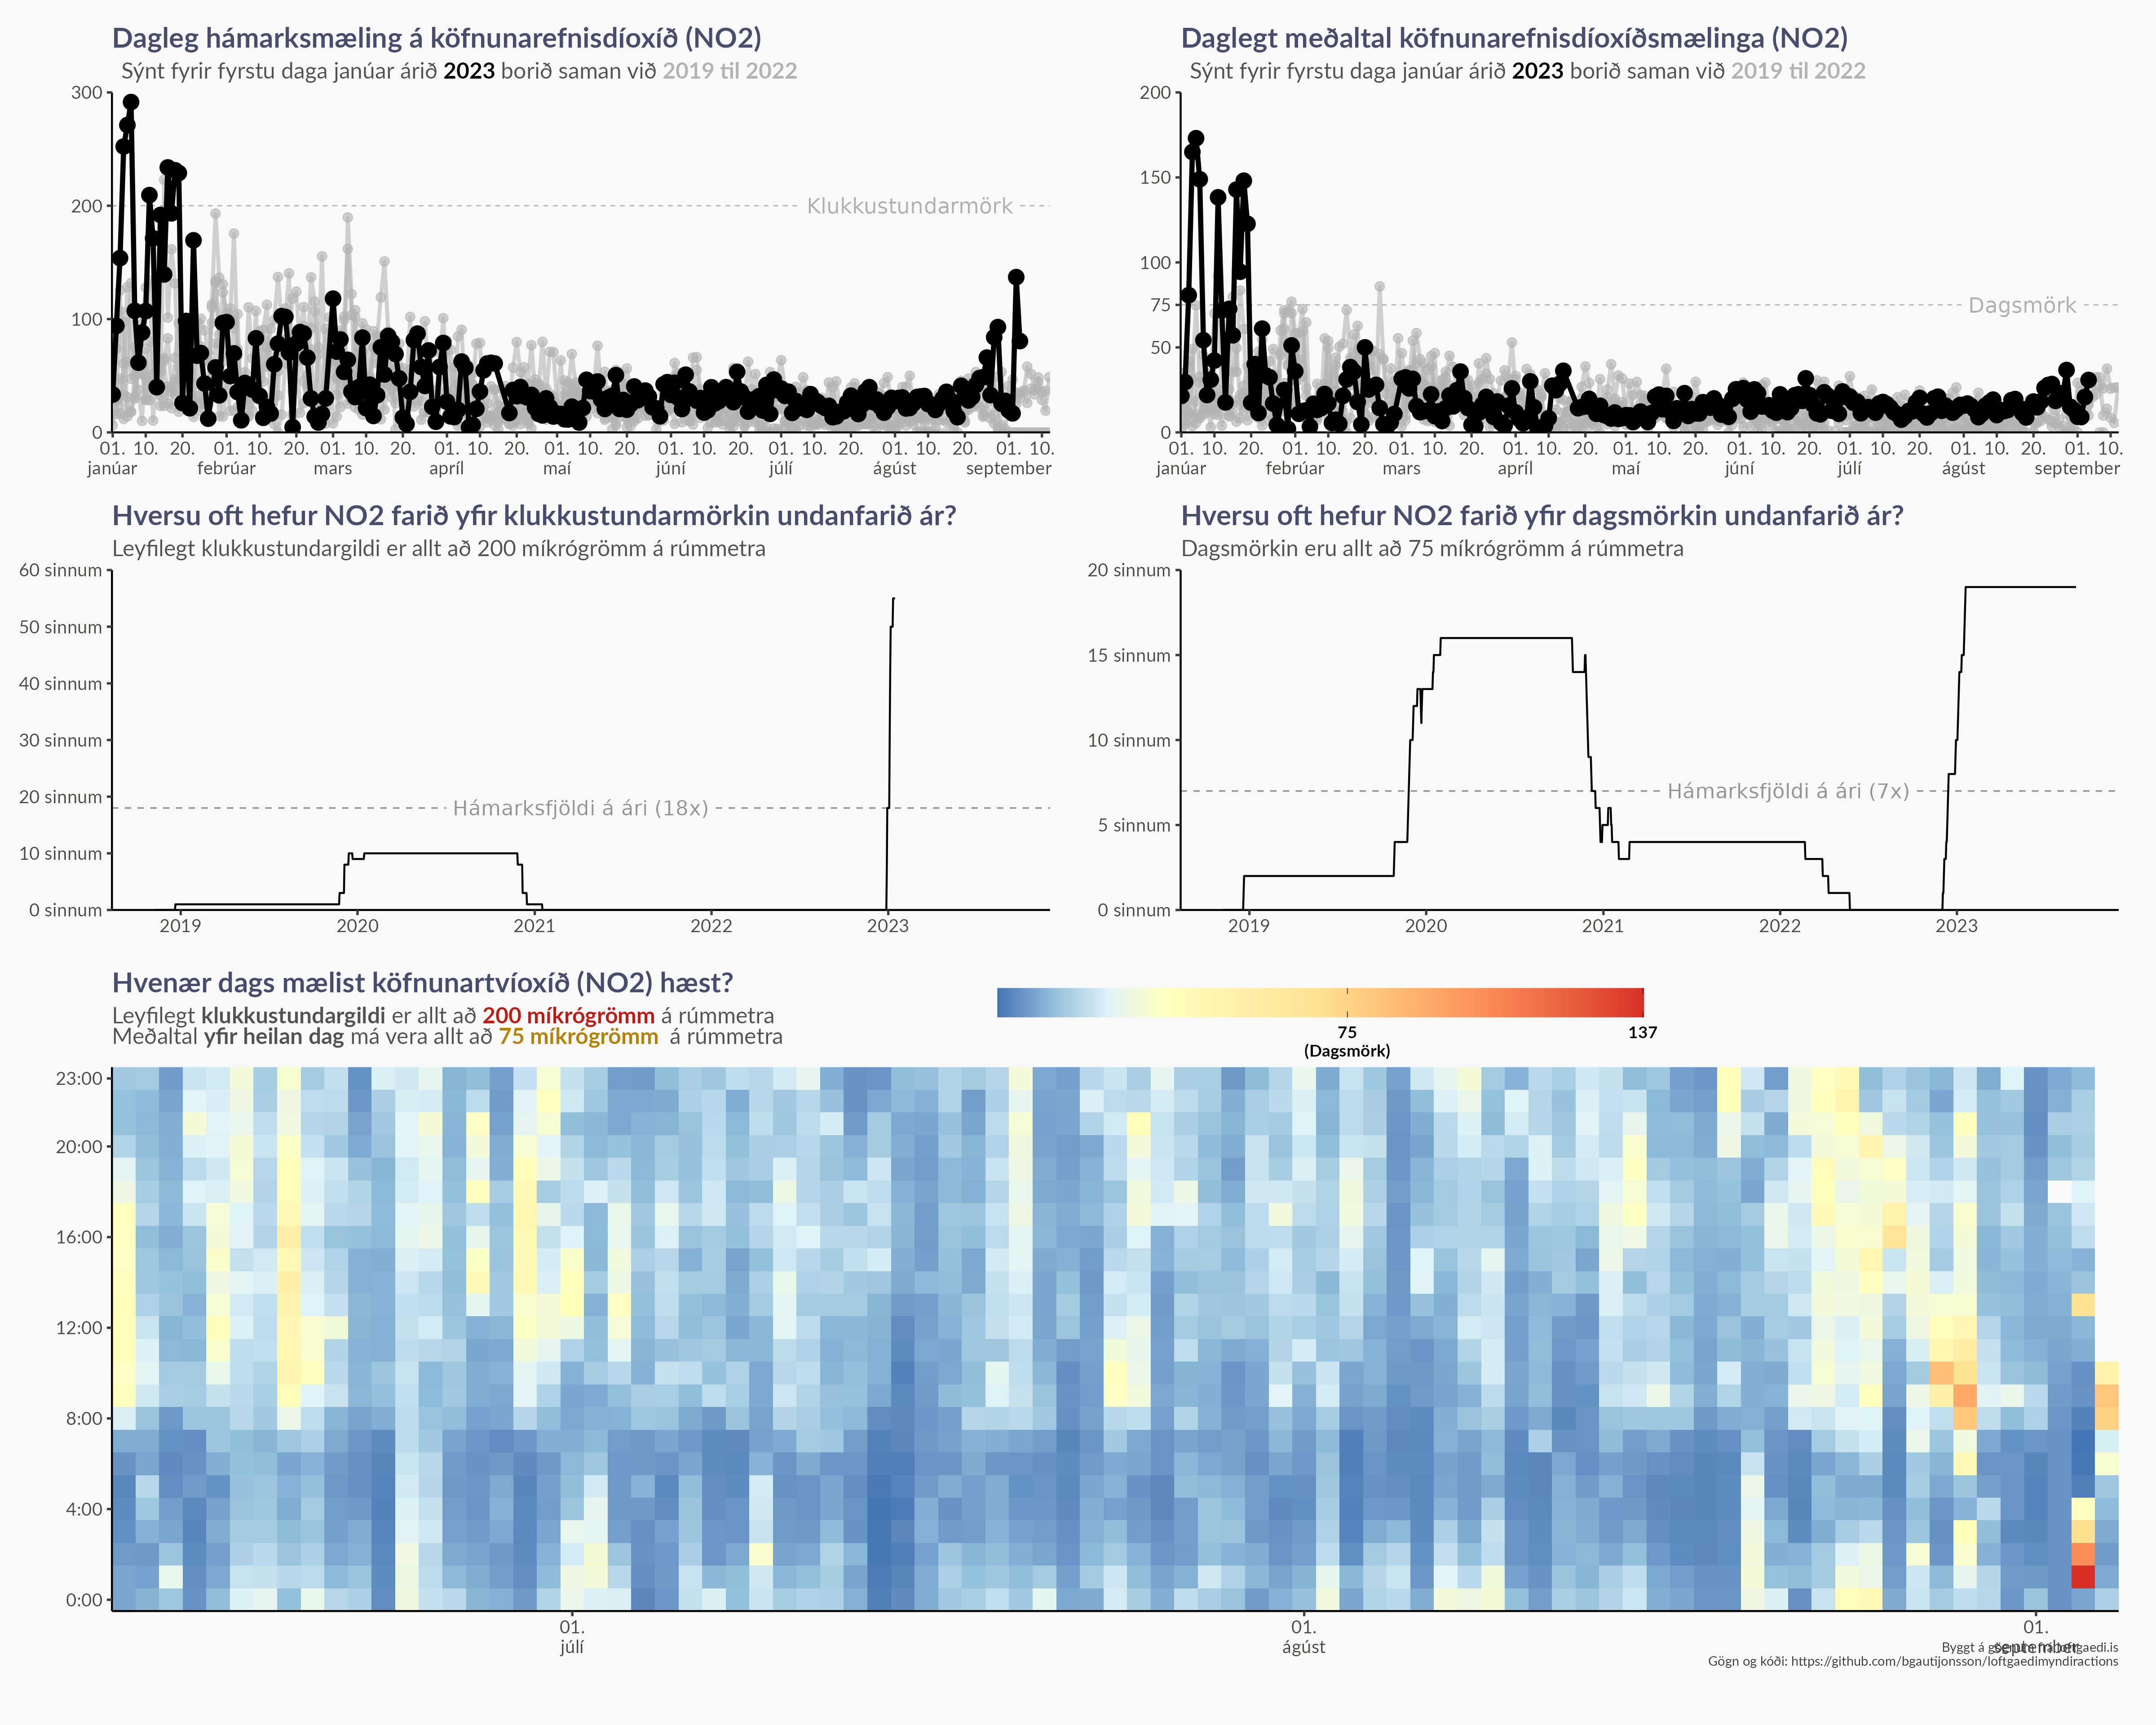 Dagleg hámarksmæling á köfnunarefnisdíoxíð (NO2)
Sýnt fyrir fyrstu daga janúar árið 2023 borið saman við 2019 til 2022
300
200
100
0
Klukkustundarmörk
01. 10. 20. 01. 10. 20. 01. 10. 20. 01. 10. 20. 01. 10. 20. 01. 10. 20. 01. 10. 20. 01. 10. 20. 01. 10.
janúar febrúar mars apríl maí júní júlí ágúst september
Daglegt meðaltal köfnunarefnisdíoxíðsmælinga (NO2)
Sýnt fyrir fyrstu daga janúar árið 2023 borið saman við 2019 til 2022
200
150
100
75
50
0
Dagsmörk
01. 10. 20. 01. 10. 20. 01. 10. 20. 01. 10. 20. 01. 10. 20. 01. 10. 20. 01. 10. 20. 01. 10. 20. 01. 10.
janúar febrúar mars apríl maí júní júlí ágúst september
Hversu oft hefur NO2 farið yfir klukkustundarmörkin undanfarið ár?
Leyfilegt klukkustundargildi er allt að 200 míkrógrömm á rúmmetra
60 sinnum
50 sinnum
40 sinnum
30 sinnum
20 sinnum
10 sinnum
0 sinnum
Hámarksfjöldi á ári (18x)
2019 2020 2021 2022 2023
Hversu oft hefur NO2 farið yfir dagsmörkin undanfarið ár?
Dagsmörkin eru allt að 75 míkrógrömm á rúmmetra
20 sinnum
15 sinnum
10 sinnum
5 sinnum
0 sinnum
Hámarksfjöldi á ári (7x)
2019 2020 2021 2022 2023
Hvenær dags mælist köfnunartvíoxíð (NO2) hæst?
Leyfilegt klukkustundargildi er allt að 200 míkrógrömm á rúmmetra
Meðaltal yfir heilan dag má vera allt að 75 míkrógrömm á rúmmetra
75 137
(Dagsmörk)
23:00
20:00
16:00
12:00
8:00
4:00
0:00
01. 01. 01.
júlí ágúst september
Byggt á gögnum frá loftgaedi.is
Gögn og kóði: https://github.com/bgautijonsson/loftgaedimyndiractions